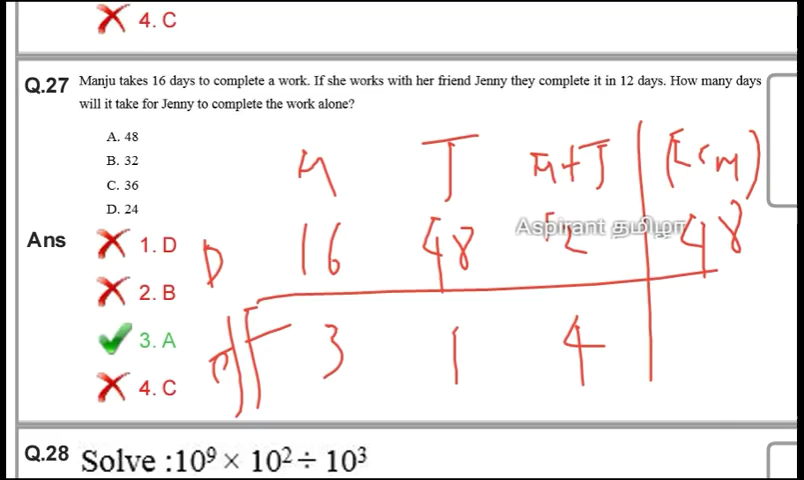 4. C
Q.27 Manju takes 16 days to complete a work. If she works with her friend Jenny they complete it in 12 days. How many days
will it take for Jenny to complete the work alone?
A. 48
B. 32
C. 36
D. 24
Ans
1. D
2. B
3. A
4. C
M J M+J (LCM)
D 16 48 12 48
Aspirant தமிழா
eff 3 1 4
Q.28 Solve :10⁹ × 10² ÷ 10³